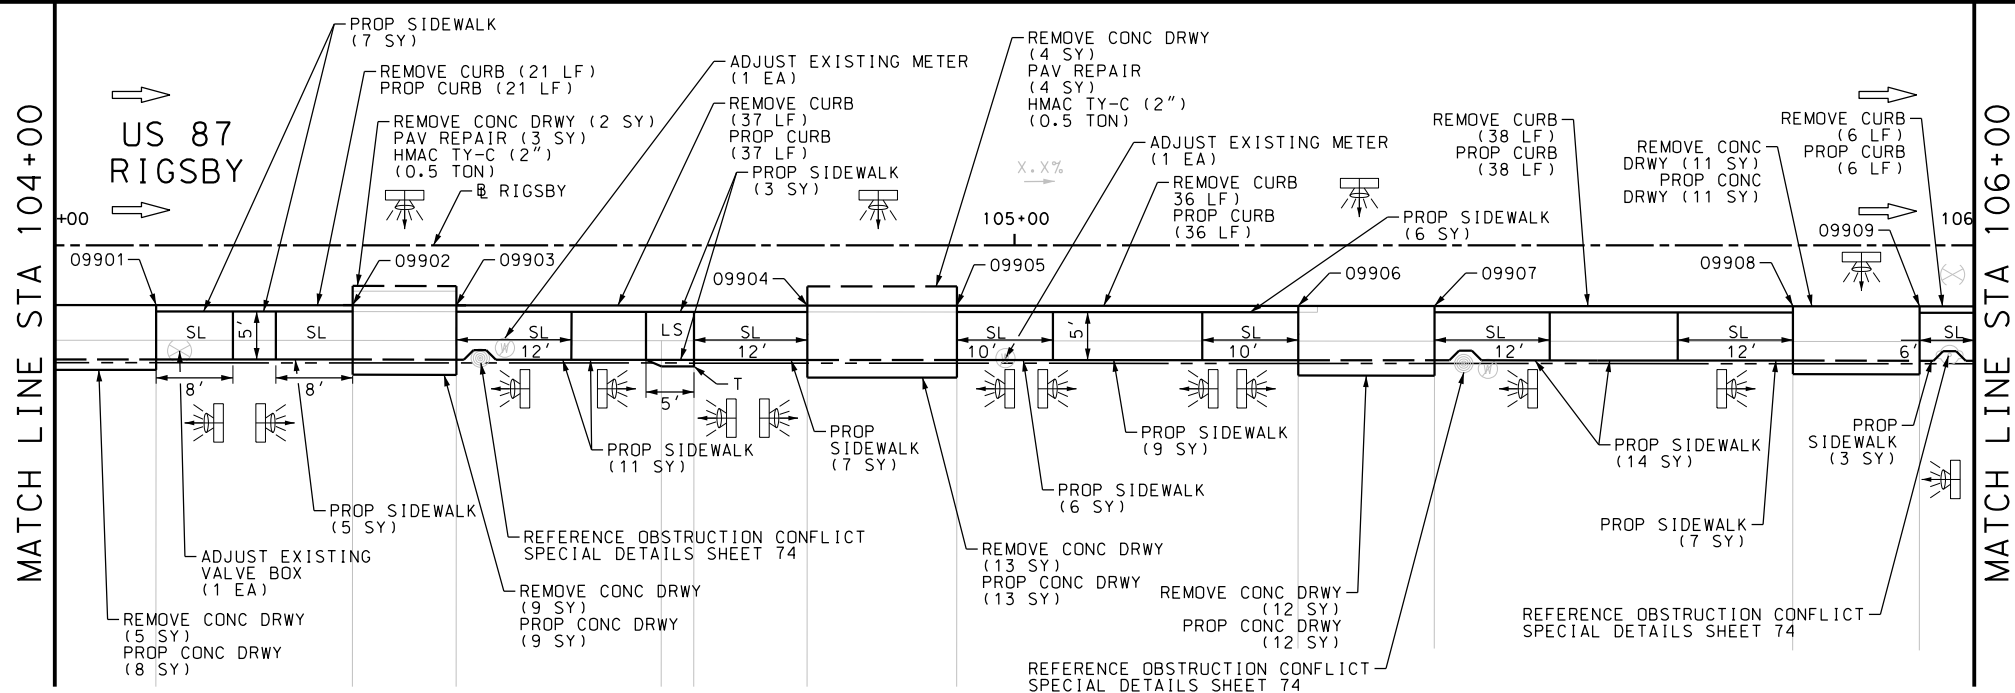 MATCH LINE STA 104+00
US 87
RIGSBY
+00
PROP SIDEWALK
(7 SY)
REMOVE CURB (21 LF)
PROP CURB (21 LF)
REMOVE CONC DRWY (2 SY)
PAV REPAIR (3 SY)
HMAC TY-C (2")
(0.5 TON)
℄ RIGSBY
ADJUST EXISTING METER
(1 EA)
REMOVE CURB
(37 LF)
PROP CURB
(37 LF)
PROP SIDEWALK
(3 SY)
REMOVE CONC DRWY
(4 SY)
PAV REPAIR
(4 SY)
HMAC TY-C (2")
(0.5 TON)
X.X%
105+00
ADJUST EXISTING METER
(1 EA)
REMOVE CURB
36 LF)
PROP CURB
(36 LF)
PROP SIDEWALK
(6 SY)
REMOVE CURB
(38 LF)
PROP CURB
(38 LF)
REMOVE CONC
DRWY (11 SY)
PROP CONC
DRWY (11 SY)
REMOVE CURB
(6 LF)
PROP CURB
(6 LF)
106
09901
09902
09903
09904
09905
09906
09907
09908
09909
SL
5'
SL
SL
12'
LS
SL
12'
SL
10'
5'
SL
10'
SL
12'
SL
12'
SL
6'
W
W
W
8'
8'
5'
T
PROP SIDEWALK
(5 SY)
ADJUST EXISTING
VALVE BOX
(1 EA)
REMOVE CONC DRWY
(5 SY)
PROP CONC DRWY
(8 SY)
PROP SIDEWALK
(11 SY)
REFERENCE OBSTRUCTION CONFLICT
SPECIAL DETAILS SHEET 74
REMOVE CONC DRWY
(9 SY)
PROP CONC DRWY
(9 SY)
PROP
SIDEWALK
(7 SY)
PROP SIDEWALK
(9 SY)
PROP SIDEWALK
(6 SY)
REMOVE CONC DRWY
(13 SY)
PROP CONC DRWY
(13 SY)
REMOVE CONC DRWY
(12 SY)
PROP CONC DRWY
(12 SY)
REFERENCE OBSTRUCTION CONFLICT
SPECIAL DETAILS SHEET 74
PROP SIDEWALK
(14 SY)
PROP SIDEWALK
(7 SY)
PROP
SIDEWALK
(3 SY)
REFERENCE OBSTRUCTION CONFLICT
SPECIAL DETAILS SHEET 74
MATCH LINE STA 106+00